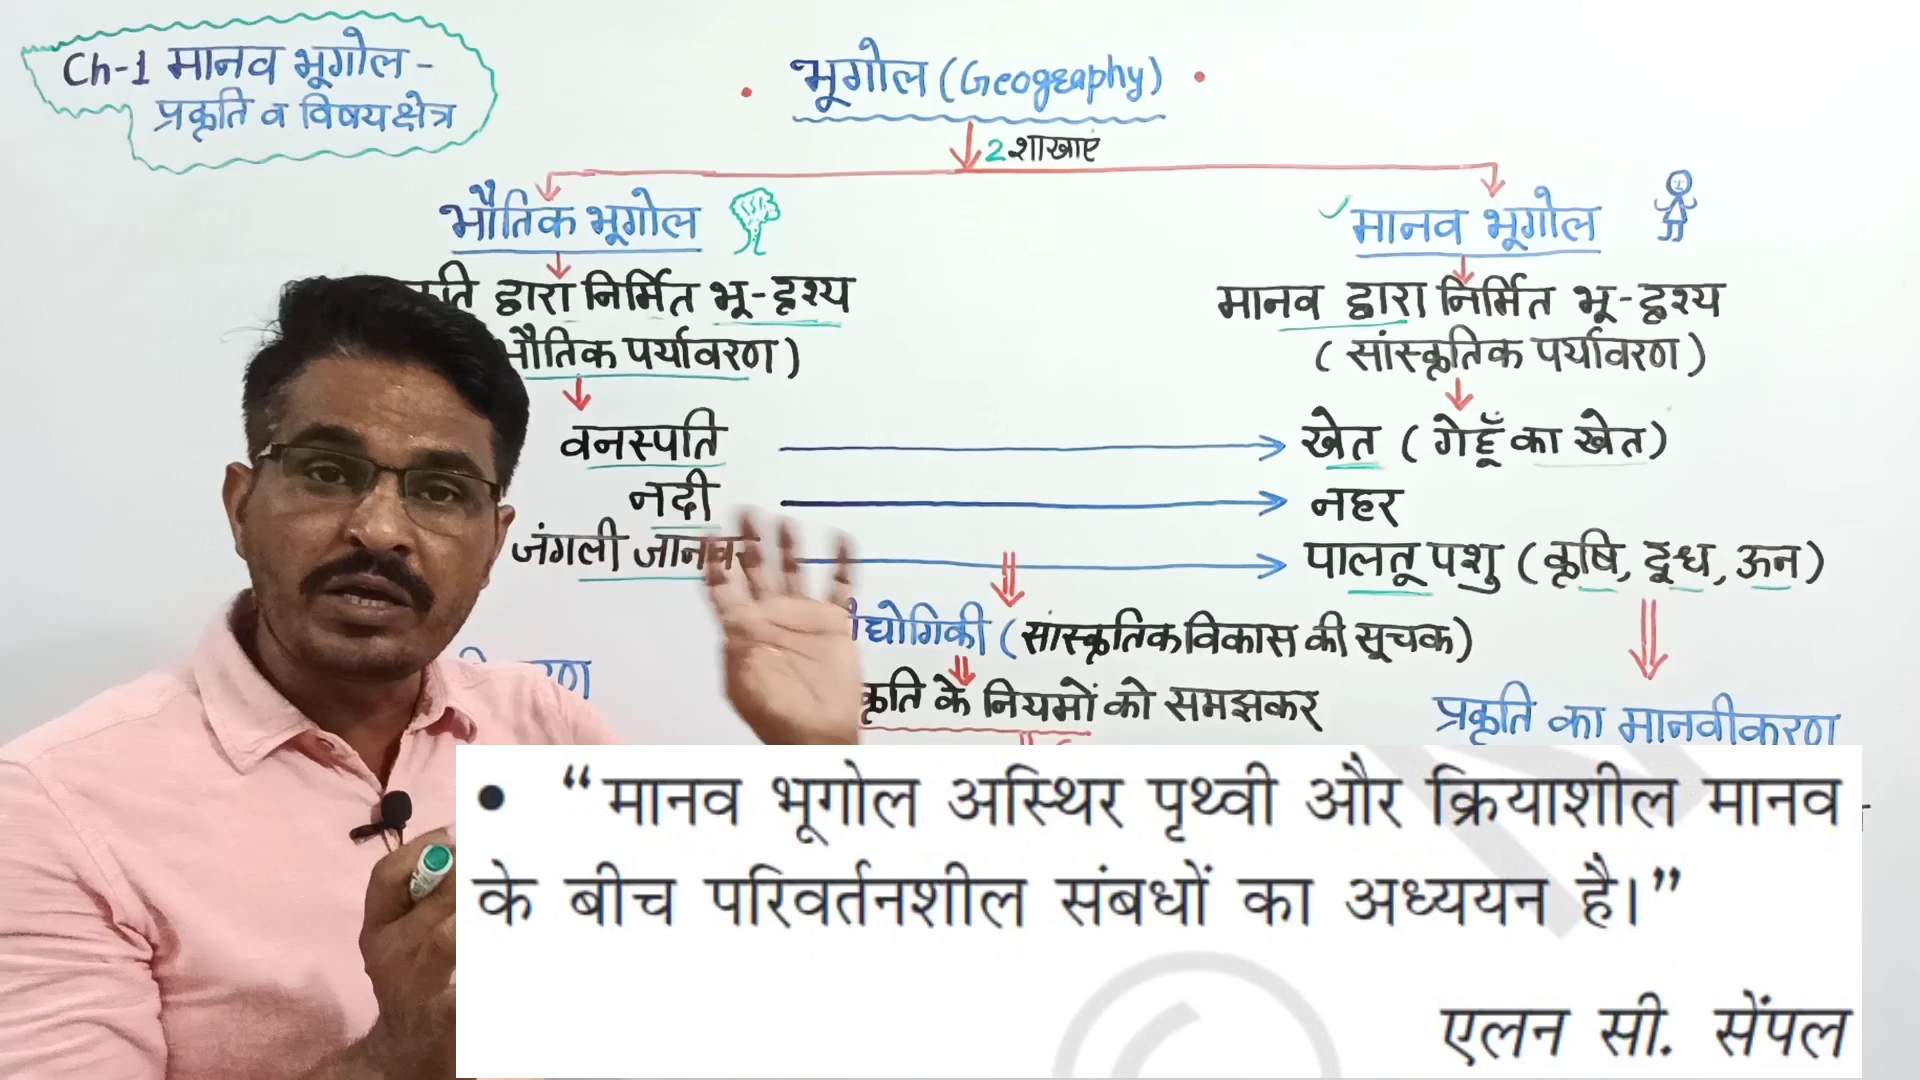 Ch-1 मानव भूगोल -
प्रकृति व विषयक्षेत्र
भूगोल (Geography)
2 शाखाएं
भौतिक भूगोल
मानव भूगोल
द्वारा निर्मित भू-दृश्य
मानव द्वारा निर्मित भू-दृश्य
भौतिक पर्यावरण)
(सांस्कृतिक पर्यावरण)
वनस्पति
खेत (गेहूँ का खेत)
नदी
नहर
जंगली जानवर
पालतू पशु (कृषि, दूध, ऊन)
(सांस्कृतिक विकास की सूचक)
के नियमों को समझकर
प्रकृति का मानवीकरण
• “मानव भूगोल अस्थिर पृथ्वी और क्रियाशील मानव
के बीच परिवर्तनशील संबधों का अध्ययन है।”
एलन सी. सेंपल